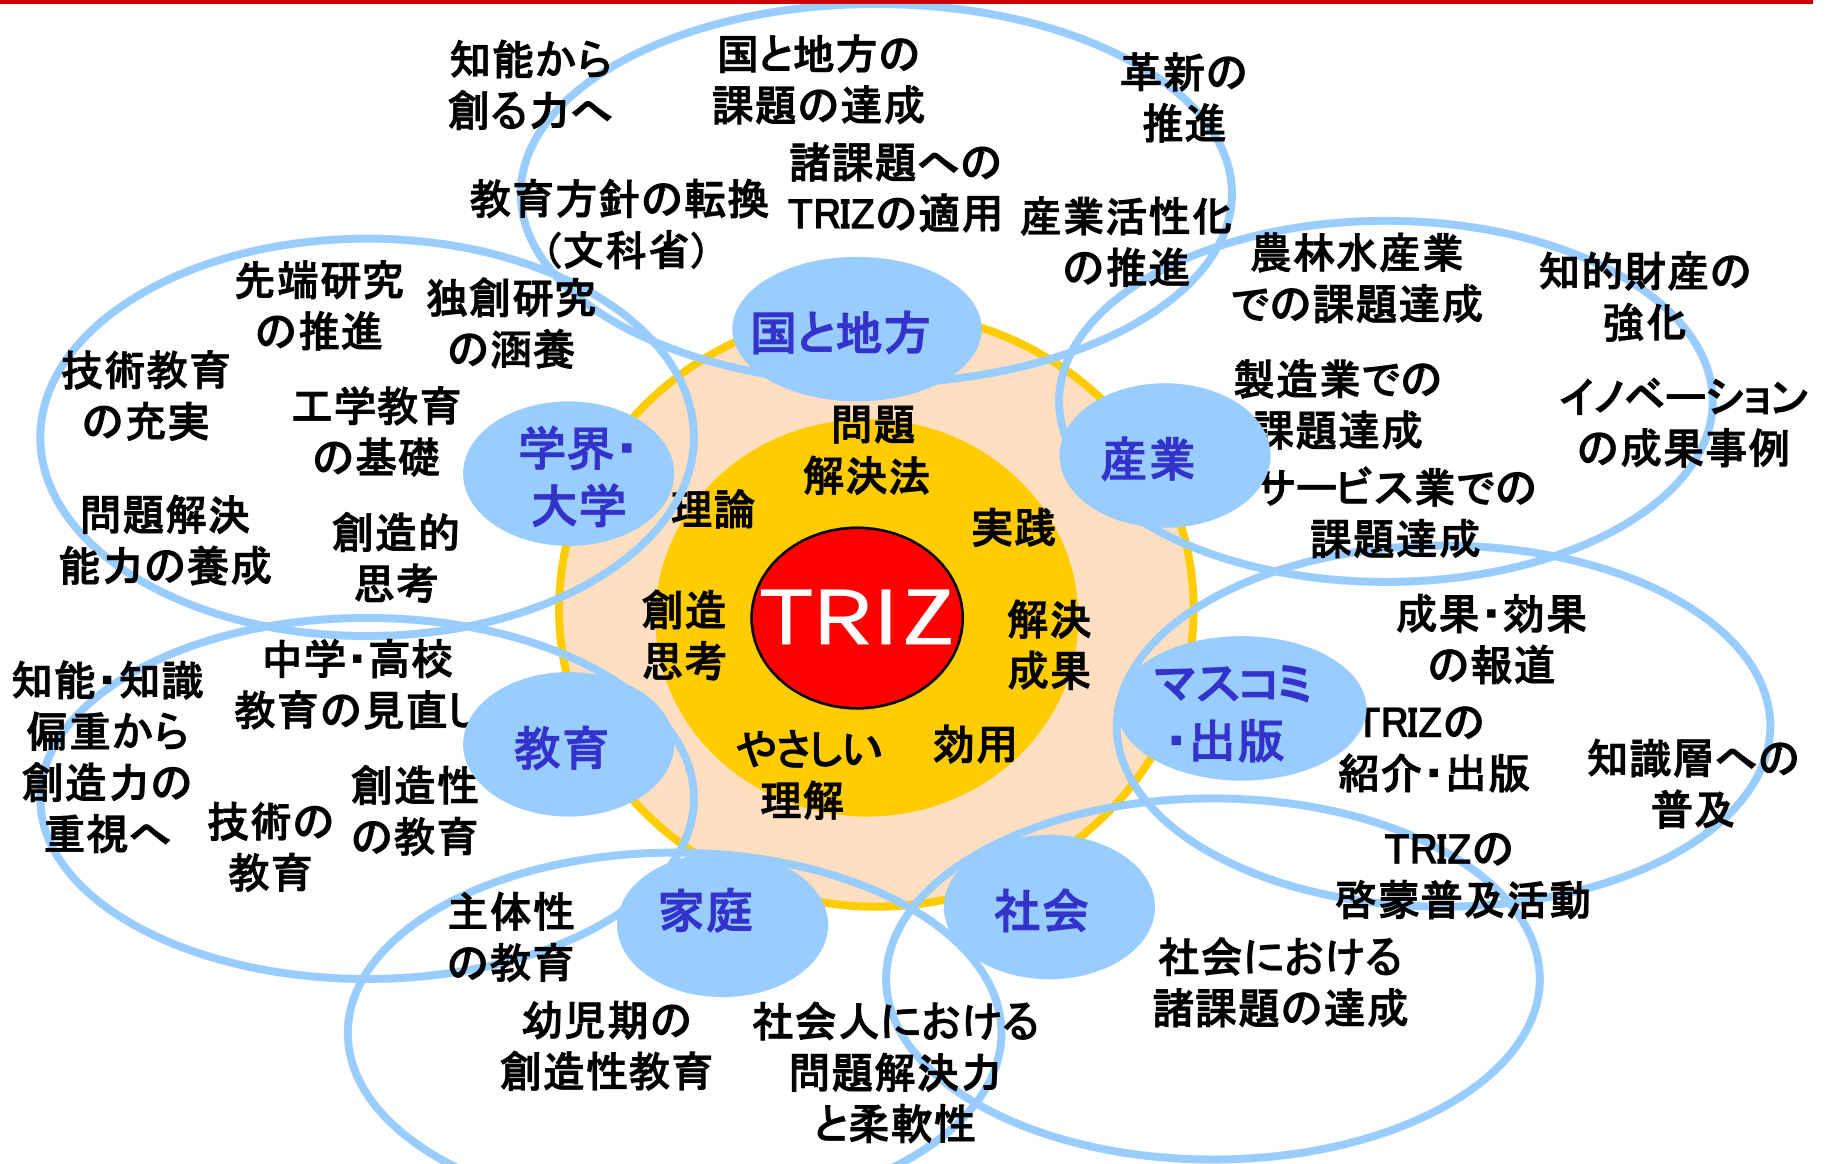 知能から
創る力へ
国と地方の
課題の達成
革新の
推進
諸課題への
TRIZの適用
教育方針の転換
（文科省）
産業活性化
の推進
国と地方
先端研究
の推進
独創研究
の涵養
技術教育
の充実
工学教育
の基礎
学界・
大学
問題解決
能力の養成
創造的
思考
農林水産業
での課題達成
知的財産の
強化
製造業での
課題達成
イノベーション
の成果事例
産業
サービス業での
課題達成
問題
解決法
理論
実践
TRIZ
創造
思考
解決
成果
やさしい
理解
効用
成果・効果
の報道
マスコミ
・出版
TRIZの
紹介・出版
知識層への
普及
中学・高校
教育の見直し
知能・知識
偏重から
創造力の
重視へ
教育
創造性
の教育
技術の
教育
TRIZの
啓蒙普及活動
家庭
社会
主体性
の教育
社会における
諸課題の達成
幼児期の
創造性教育
社会人における
問題解決力
と柔軟性